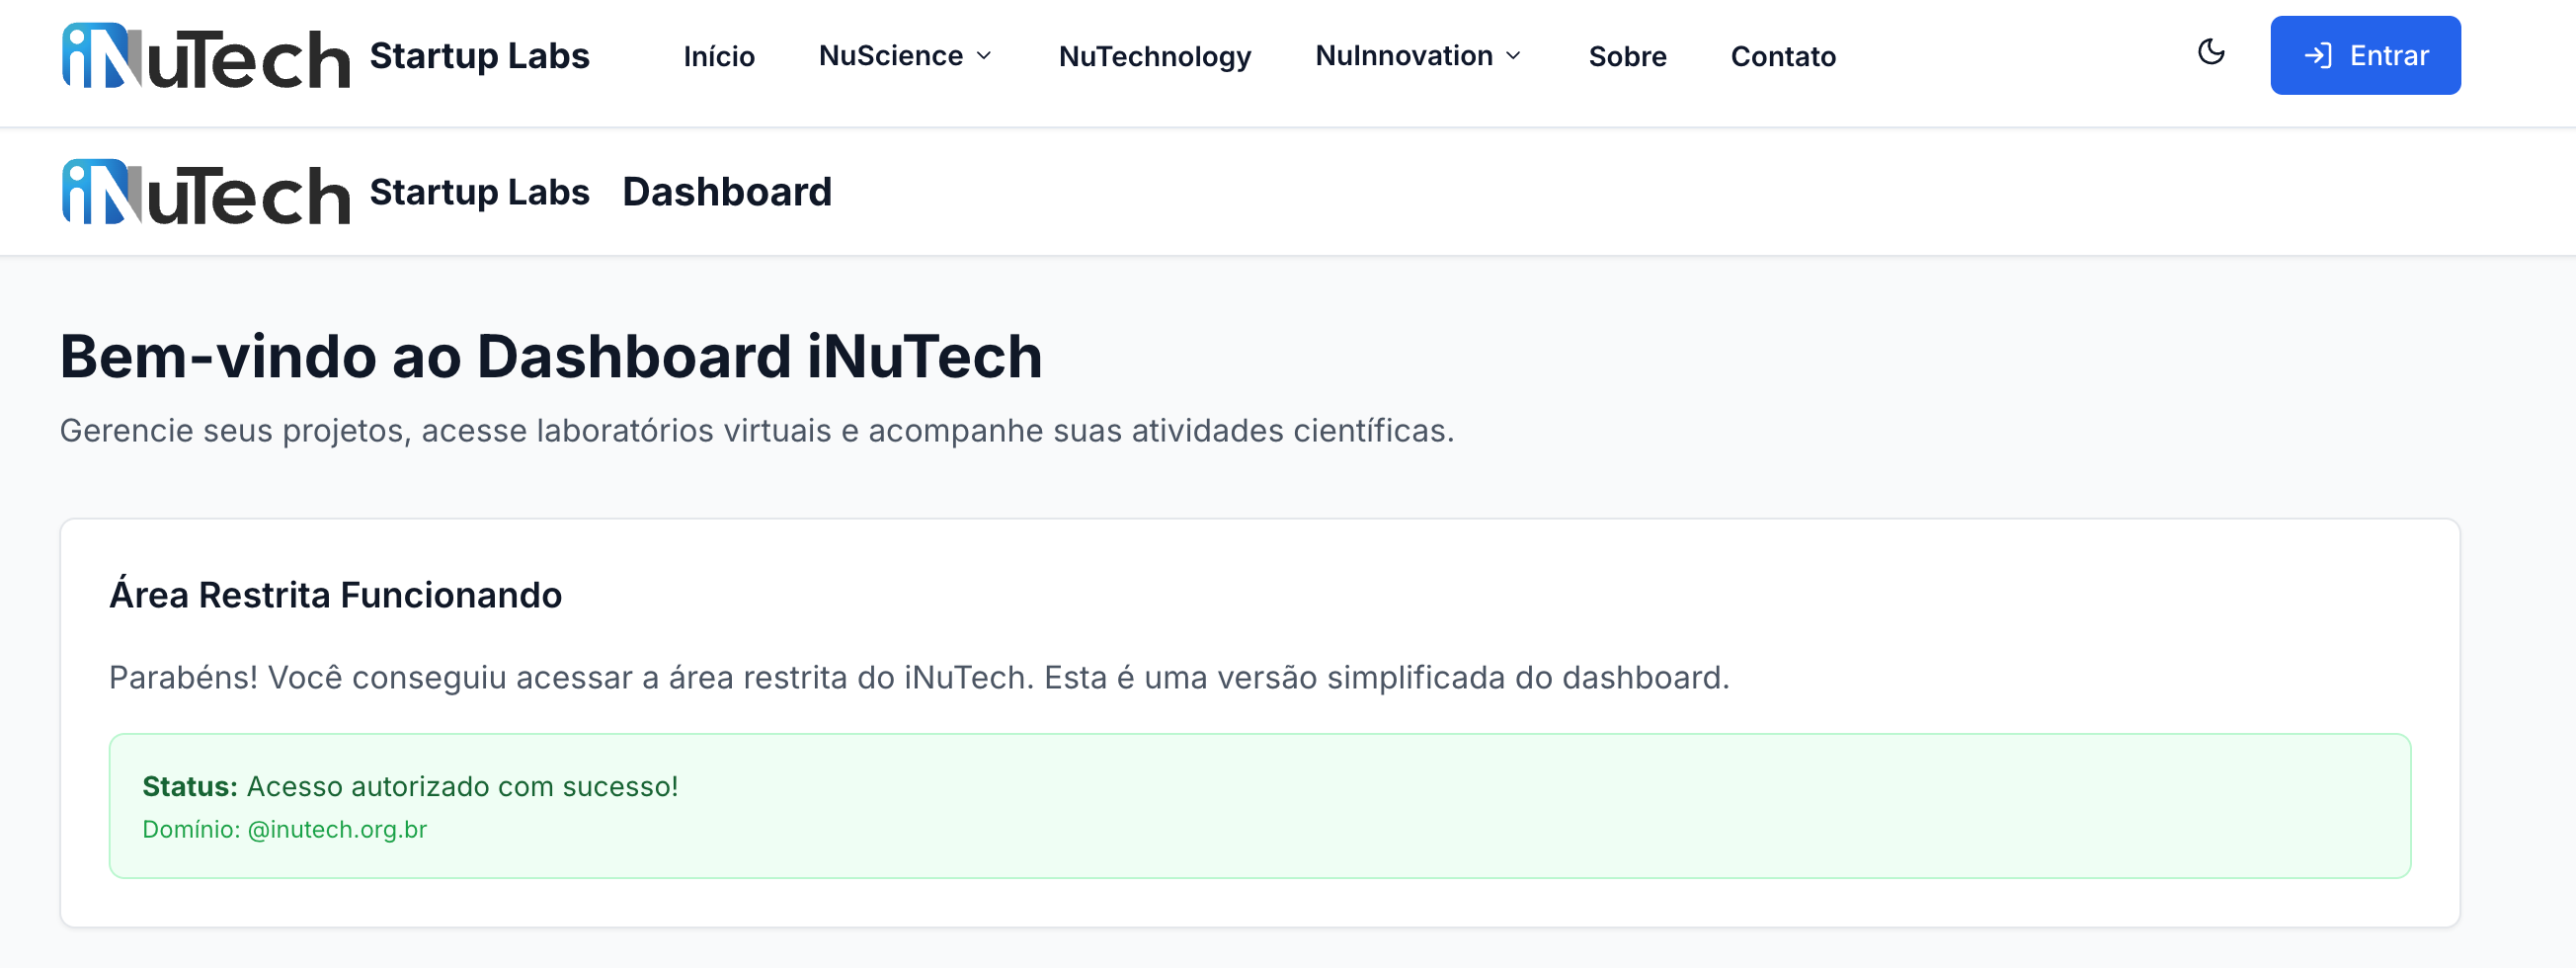 iNuTech Startup Labs Início NuScience NuTechnology NuInnovation Sobre Contato Entrar
iNuTech Startup Labs Dashboard
Bem-vindo ao Dashboard iNuTech
Gerencie seus projetos, acesse laboratórios virtuais e acompanhe suas atividades científicas.
Área Restrita Funcionando
Parabéns! Você conseguiu acessar a área restrita do iNuTech. Esta é uma versão simplificada do dashboard.
Status: Acesso autorizado com sucesso!
Domínio: @inutech.org.br